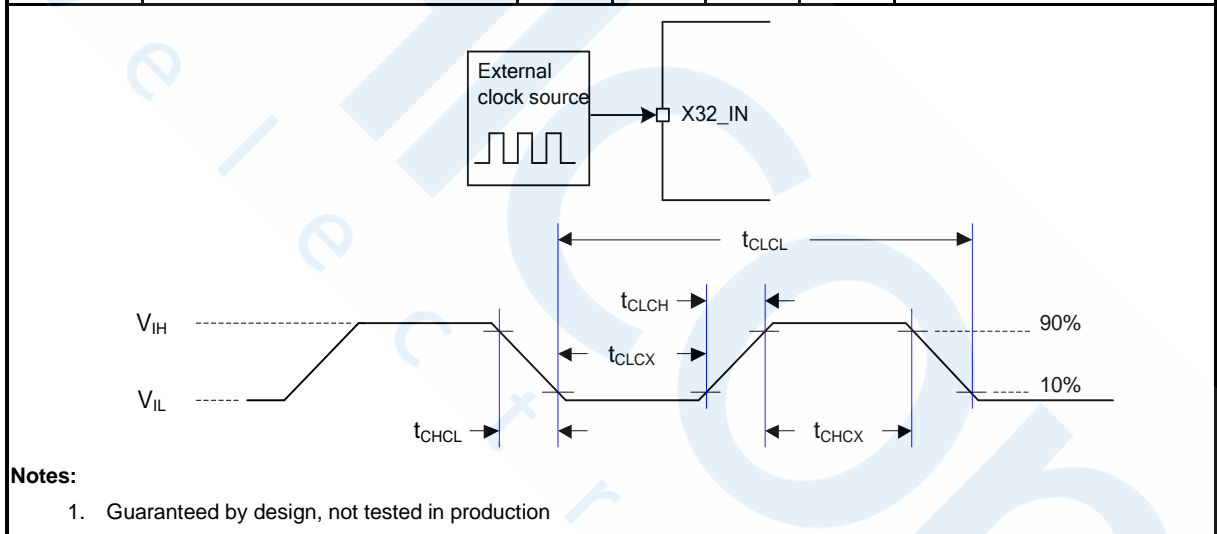 External
clock source
X32_IN
tCLCL
tCLCH
VIH
90%
tCLCX
VIL
10%
tCHCL
tCHCX
Notes:
1. Guaranteed by design, not tested in production
e l e c t r